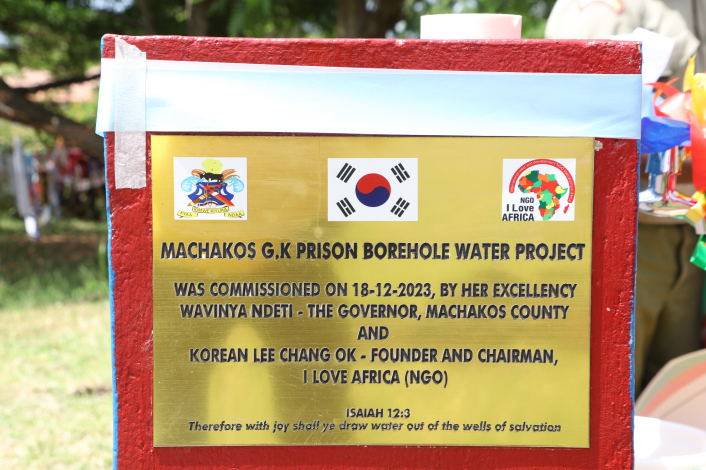 NGO
I Love
AFRICA
MACHAKOS G.K PRISON BOREHOLE WATER PROJECT
WAS COMMISSIONED ON 18-12-2023, BY HER EXCELLENCY
WAVINYA NDETI - THE GOVERNOR, MACHAKOS COUNTY
AND
KOREAN LEE CHANG OK - FOUNDER AND CHAIRMAN,
I LOVE AFRICA (NGO)
ISAIAH 12:3
Therefore with joy shall ye draw water out of the wells of salvation